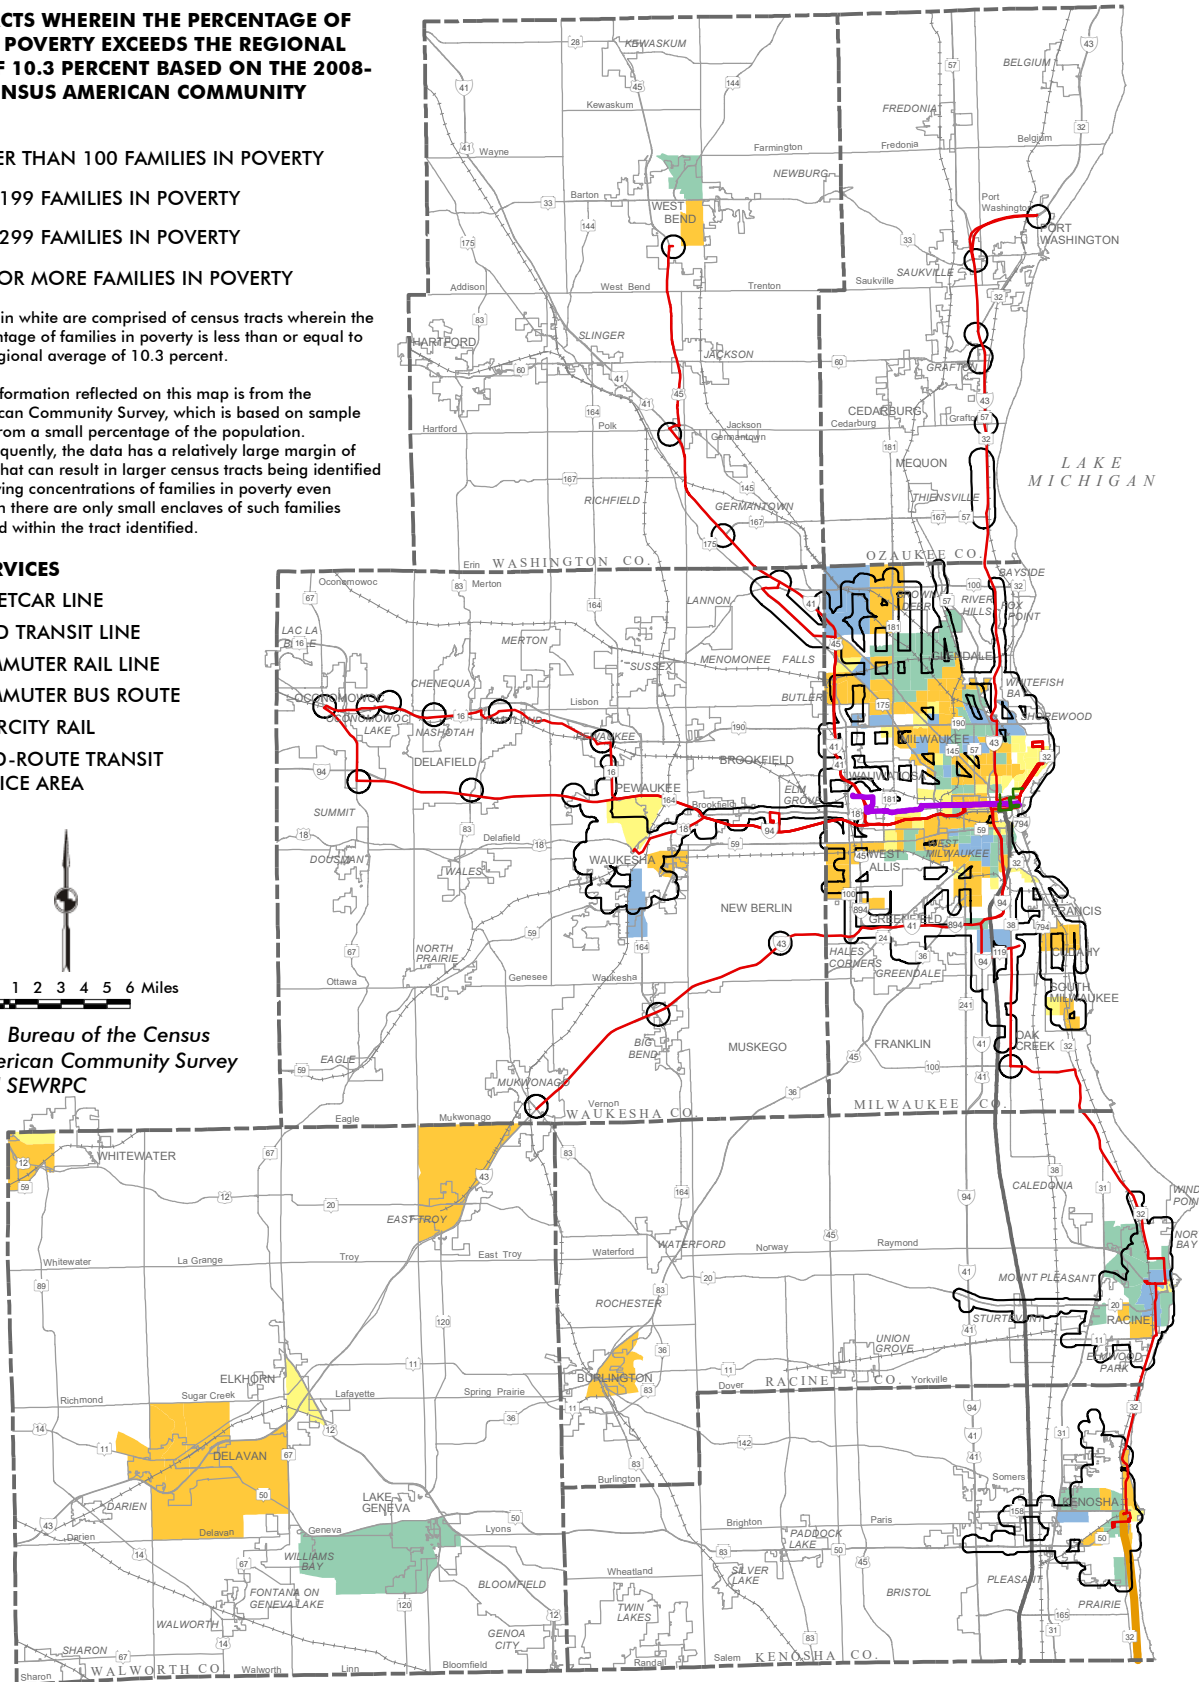 CTS WHEREIN THE PERCENTAGE OF
POVERTY EXCEEDS THE REGIONAL
F 10.3 PERCENT BASED ON THE 2008-
NSUS AMERICAN COMMUNITY
ER THAN 100 FAMILIES IN POVERTY
199 FAMILIES IN POVERTY
299 FAMILIES IN POVERTY
OR MORE FAMILIES IN POVERTY
in white are comprised of census tracts wherein the
ntage of families in poverty is less than or equal to
egional average of 10.3 percent.
formation reflected on this map is from the
can Community Survey, which is based on sample
rom a small percentage of the population.
quently, the data has a relatively large margin of
hat can result in larger census tracts being identified
ving concentrations of families in poverty even
h there are only small enclaves of such families
d within the tract identified.
RVICES
ETCAR LINE
D TRANSIT LINE
MMUTER RAIL LINE
MMUTER BUS ROUTE
RCITY RAIL
D-ROUTE TRANSIT
ICE AREA
1 2 3 4 5 6 Miles
Bureau of the Census
erican Community Survey
SEWRPC
KEWASKUM
Kewaskum
Wayne
Barton
WEST
BEND
Farmington
NEWBURG
Addison
West Bend
Trenton
HARTFORD
SLINGER
JACKSON
Hartford
Polk
Jackson
Germantown
RICHFIELD
GERMANTOWN
Erin
WASHINGTON CO.
BELGIUM
Belgium
FREDONIA
Fredonia
Port
Washington
PORT
WASHINGTON
SAUKVILLE
Saukville
GRAFTON
Grafton
CEDARBURG
Cedarburg
MEQUON
THIENSVILLE
OZAUKEE CO.
LAKE
MICHIGAN
Oconomowoc
Merton
LANNON
LAC LA
BELLE
MERTON
SUSSEX
MENOMONEE FALLS
CHENEQUA
OCONOMOWOC
OCONOMOWOC
LAKE
NASHOTAH
HARTLAND
Lisbon
PEWAUKEE
BUTLER
DELAFIELD
BROOKFIELD
PEWAUKEE
ELM
GROVE
Brookfield
SUMMIT
Delafield
DOUSMAN
WALES
WAUKESHA
NEW BERLIN
NORTH
PRAIRIE
Ottawa
Genesee
Waukesha
EAGLE
BIG
BEND
MUSKEGO
MUKWONAGO
Eagle
Mukwonago
Vernon
WAUKESHA CO.
BAYSIDE
BROWN
DEER
RIVER
HILLS
FOX
POINT
GLENDALE
WHITEFISH
BAY
SHOREWOOD
MILWAUKEE
WAUWATOSA
WEST
MILWAUKEE
WEST
ALLIS
GREENFIELD
HALES
CORNERS
GREENDALE
FRANCIS
CUDAHY
SOUTH
MILWAUKEE
FRANKLIN
OAK
CREEK
MILWAUKEE CO.
WHITEWATER
EAST TROY
Whitewater
La Grange
Troy
East Troy
ELKHORN
Richmond
Sugar Creek
Lafayette
Spring Prairie
DELAVAN
DARIEN
Darien
Delavan
LAKE
GENEVA
Geneva
Lyons
WILLIAMS
BAY
FONTANA ON
GENEVA LAKE
WALWORTH
BLOOMFIELD
GENOA
CITY
SHARON
Sharon
WALWORTH CO.
Walworth
Linn
Bloomfield
WATERFORD
Waterford
Norway
Raymond
CALEDONIA
WIND
POIN
NOR
BAY
MOUNT PLEASANT
ROCHESTER
STURTEVANT
RACINE
UNION
GROVE
ELMWOOD
PARK
BURLINGTON
Dover
Yorkville
RACINE CO.
Burlington
Somers
KENOSHA
Brighton
Paris
PADDOCK
LAKE
PLEASANT
PRAIRIE
Wheatland
SILVER
LAKE
TWIN
LAKES
BRISTOL
Randall
Salem
KENOSHA CO.